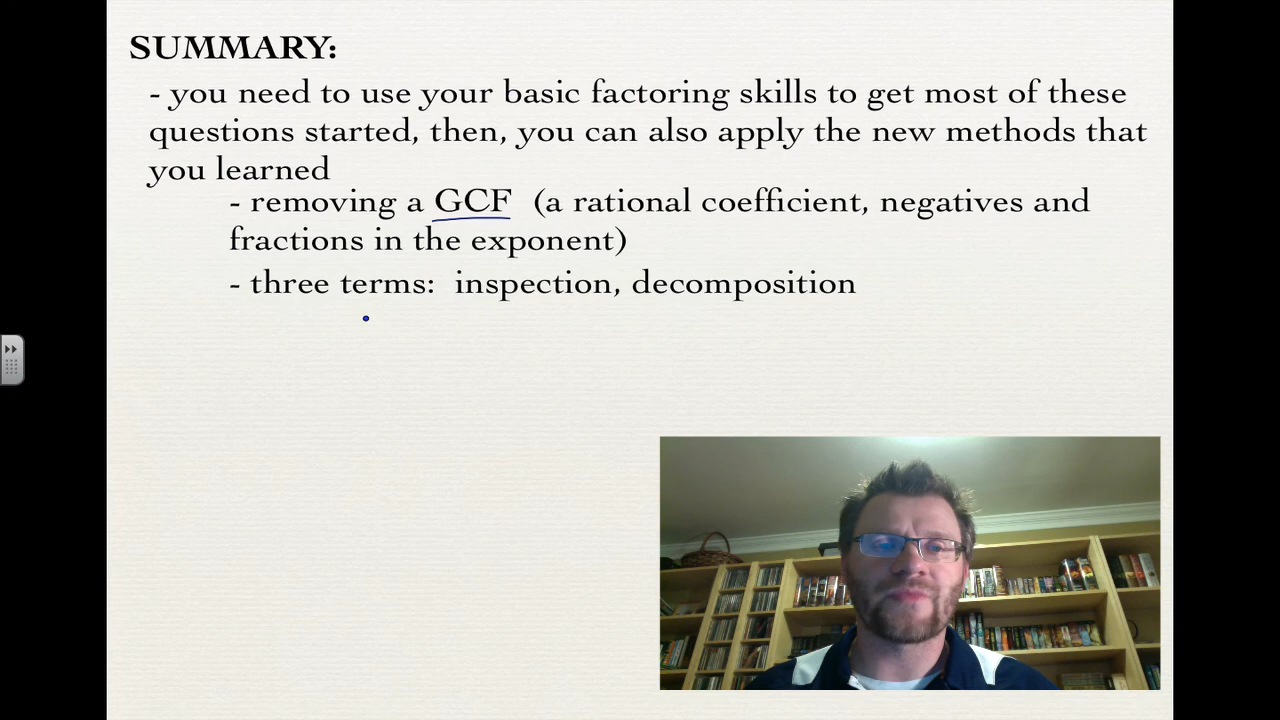 SUMMARY:
- you need to use your basic factoring skills to get most of these
questions started, then, you can also apply the new methods that
you learned
- removing a GCF (a rational coefficient, negatives and
fractions in the exponent)
- three terms: inspection, decomposition